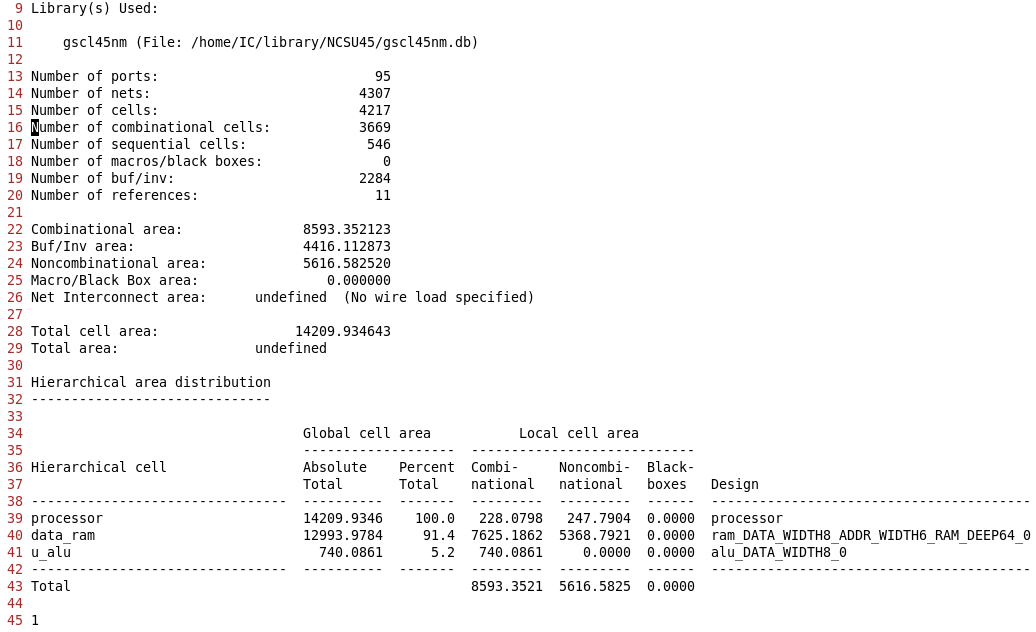 9 Library(s) Used:
10
11     gscl45nm (File: /home/IC/library/NCSU45/gscl45nm.db)
12
13 Number of ports:                           95
14 Number of nets:                          4307
15 Number of cells:                         4217
16 Number of combinational cells:           3669
17 Number of sequential cells:               546
18 Number of macros/black boxes:               0
19 Number of buf/inv:                       2284
20 Number of references:                      11
21
22 Combinational area:               8593.352123
23 Buf/Inv area:                     4416.112873
24 Noncombinational area:            5616.582520
25 Macro/Black Box area:                0.000000
26 Net Interconnect area:      undefined  (No wire load specified)
27
28 Total cell area:                 14209.934643
29 Total area:                 undefined
30
31 Hierarchical area distribution
32 ------------------------------
33
34                                   Global cell area           Local cell area
35                                   -------------------  ----------------------------
36 Hierarchical cell                 Absolute    Percent  Combi-     Noncombi-  Black-
37                                   Total       Total    national   national   boxes   Design
38 --------------------------------  ----------  -------  ---------  ---------  ------  ----------------------------------------
39 processor                         14209.9346    100.0   228.0798   247.7904  0.0000  processor
40 data_ram                          12993.9784     91.4  7625.1862  5368.7921  0.0000  ram_DATA_WIDTH8_ADDR_WIDTH6_RAM_DEEP64_0
41 u_alu                               740.0861      5.2   740.0861     0.0000  0.0000  alu_DATA_WIDTH8_0
42 --------------------------------  ----------  -------  ---------  ---------  ------  ----------------------------------------
43 Total                                                  8593.3521  5616.5825  0.0000
44
45 1